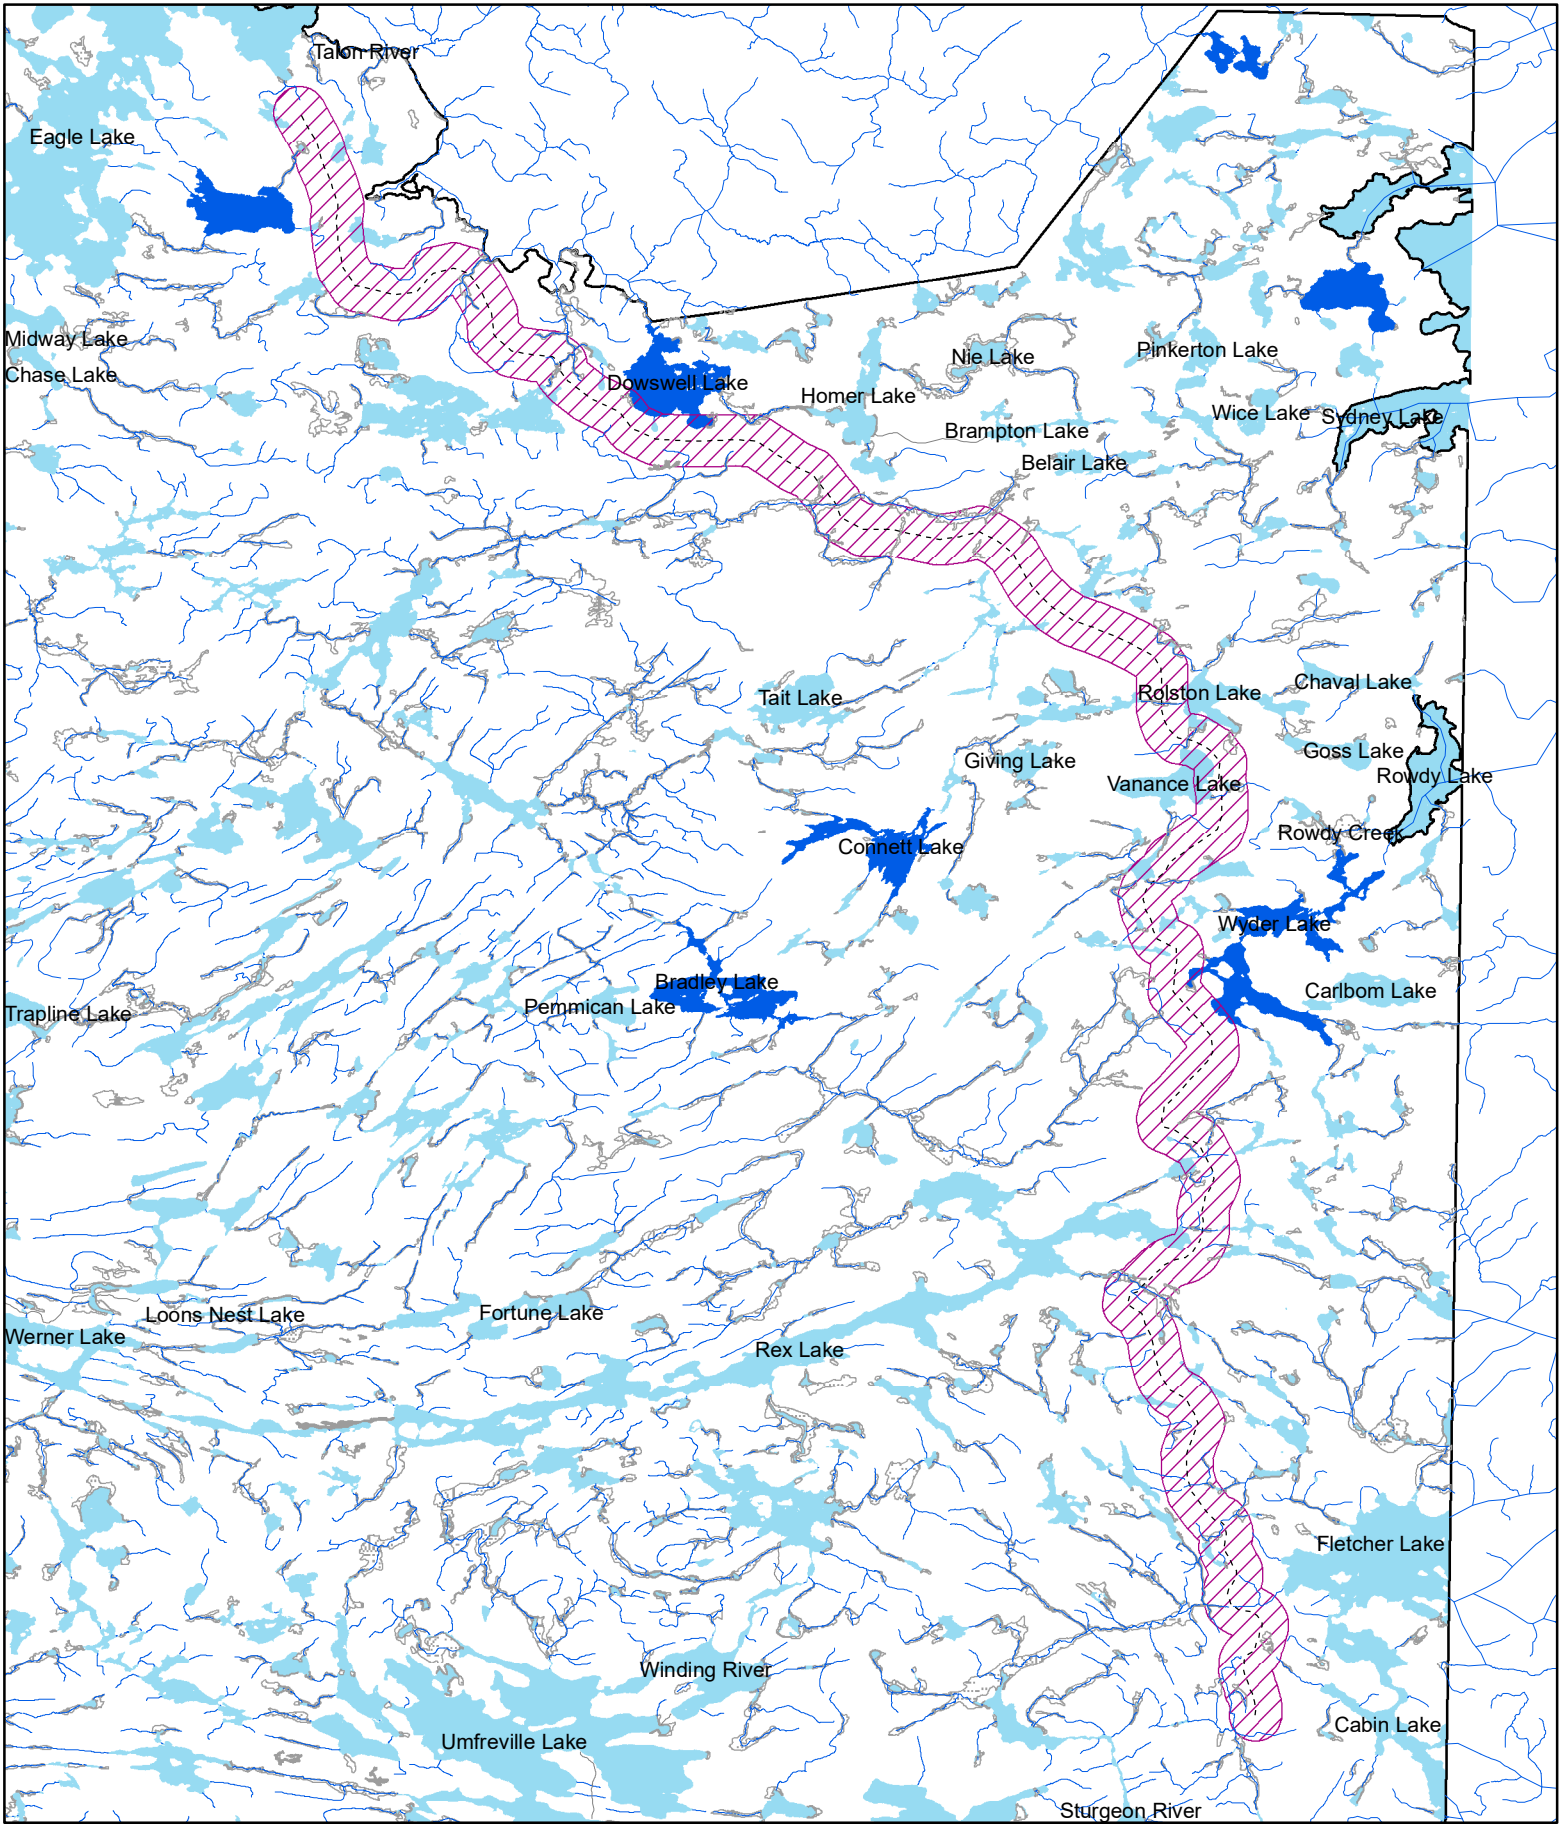 Talon River
Eagle Lake
Midway Lake
Nie Lake
Pinkerton Lake
Chase Lake
Dowswell Lake
Homer Lake
Wice Lake
Sydney Lake
Brampton Lake
Belair Lake
Chaval Lake
Rolston Lake
Tait Lake
Goss Lake
Giving Lake
Rowdy Lake
Vanance Lake
Rowdy Creek
Connett Lake
Wyder Lake
Bradley Lake
Carlbom Lake
Pemmican Lake
Trapline Lake
Fortune Lake
Loons Nest Lake
Werner Lake
Rex Lake
Fletcher Lake
Winding River
Cabin Lake
Umfreville Lake
Sturgeon River